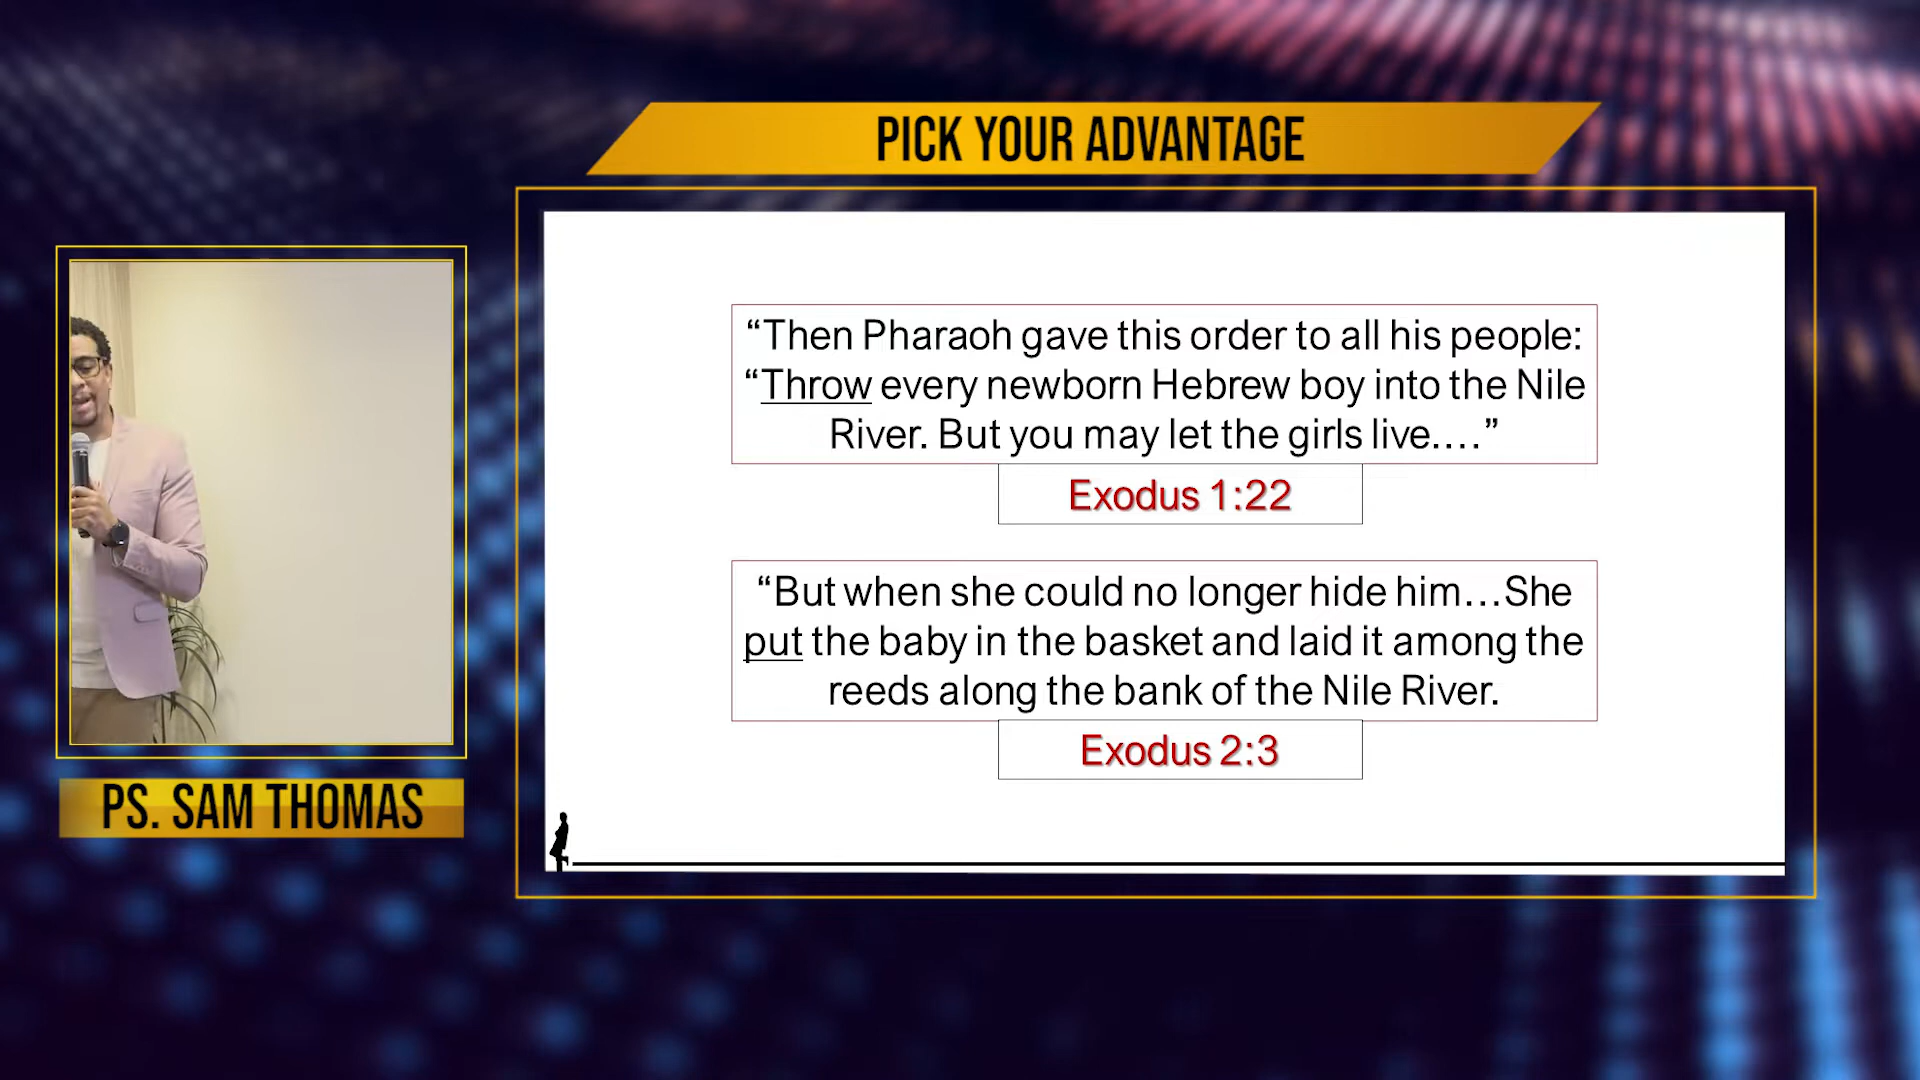 PICK YOUR ADVANTAGE
“Then Pharaoh gave this order to all his people:
“Throw every newborn Hebrew boy into the Nile
River. But you may let the girls live....”
Exodus 1:22
“But when she could no longer hide him...She
put the baby in the basket and laid it among the
reeds along the bank of the Nile River.
Exodus 2:3
PS. SAM THOMAS